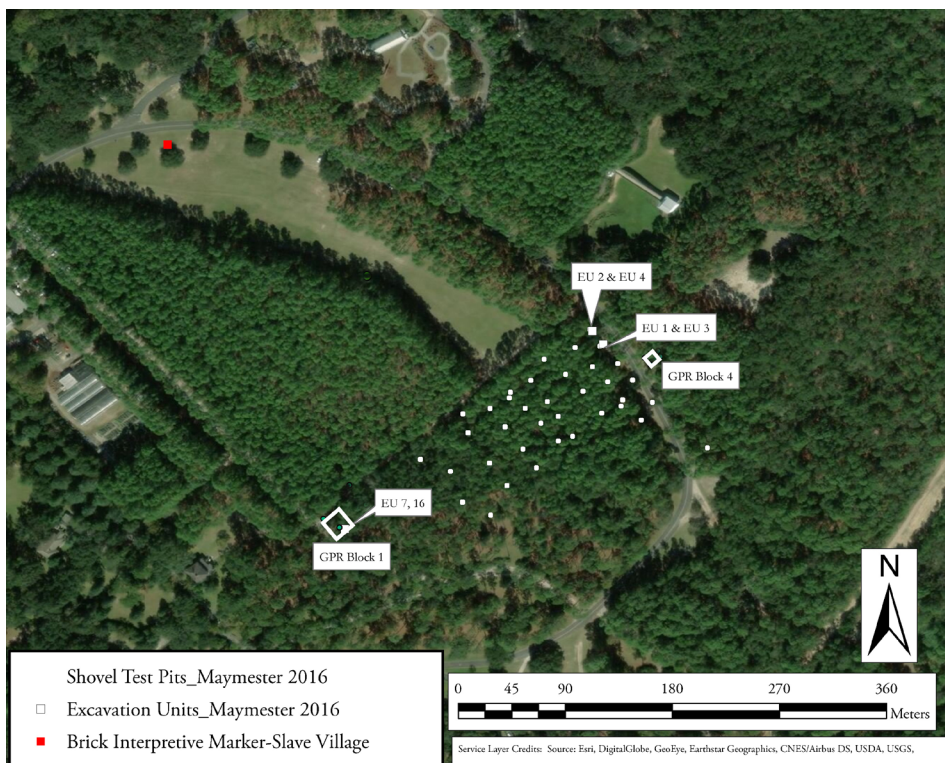 EU 2 & EU 4
EU 1 & EU 3
GPR Block 4
EU 7, 16
GPR Block 1
N
Shovel Test Pits_Maymester 2016
Excavation Units_Maymester 2016
Brick Interpretive Marker-Slave Village
0 45 90 180 270 360
Meters
Service Layer Credits: Source: Esri, DigitalGlobe, GeoEye, Earthstar Geographics, CNES/Airbus DS, USDA, USGS,